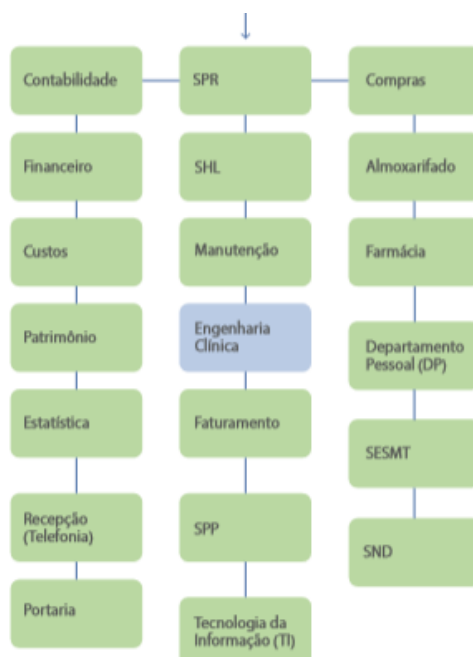 Contabilidade
SPR
Compras
Financeiro
SHL
Almoxarifado
Custos
Manutenção
Farmácia
Patrimônio
Engenharia
Clínica
Departamento
Pessoal (DP)
Estatística
Faturamento
SESMT
Recepção
(Telefonia)
SPP
SND
Portaria
Tecnologia da
Informação (TI)